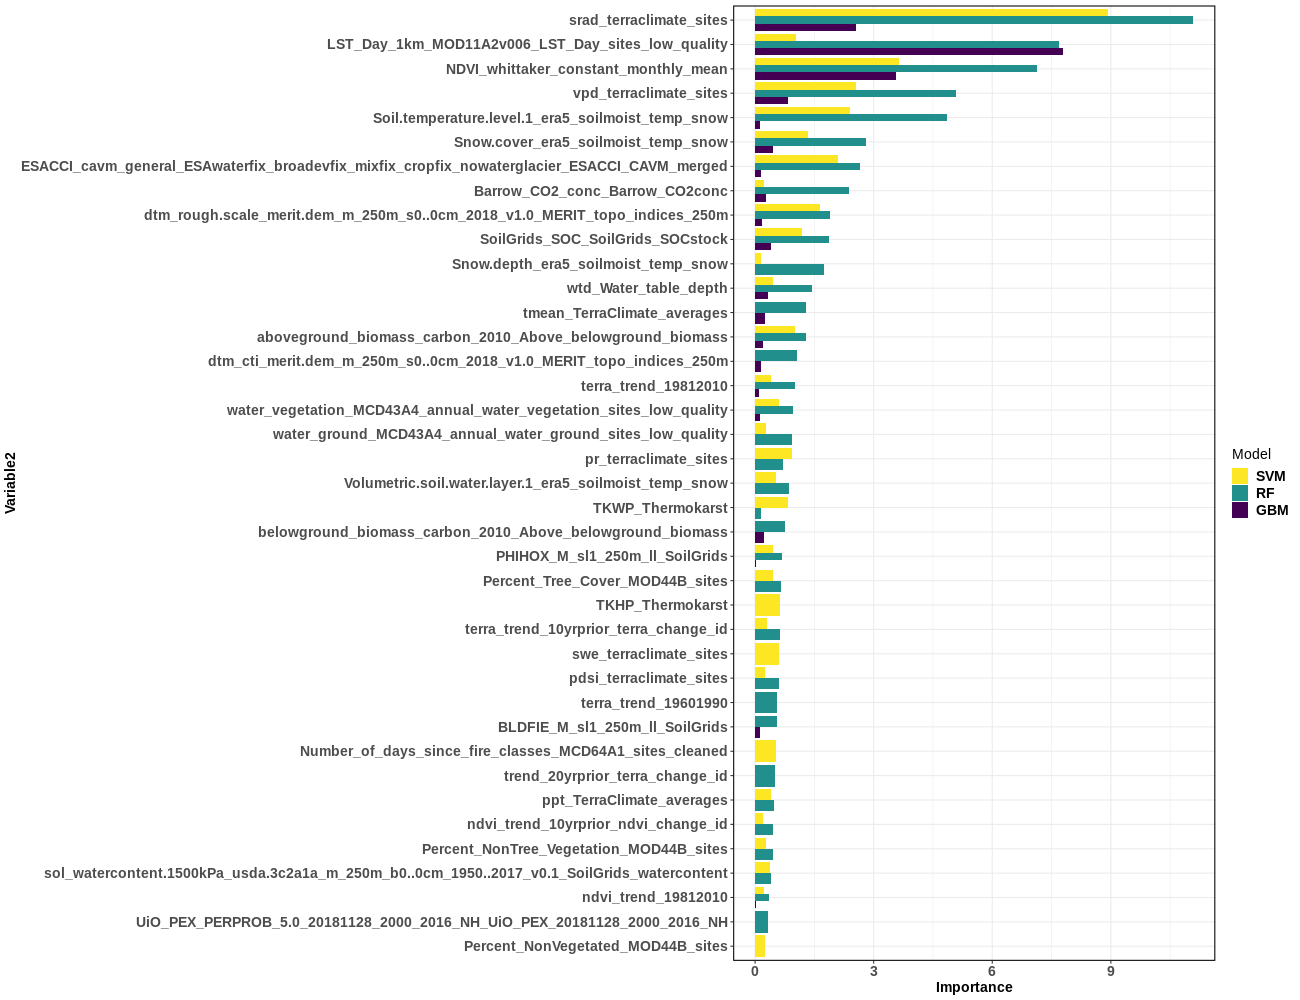 srad_terraclimate_sites
LST_Day_1km_MOD11A2v006_LST_Day_sites_low_quality
NDVI_whittaker_constant_monthly_mean
vpd_terraclimate_sites
Soil.temperature.level.1_era5_soilmoist_temp_snow
Snow.cover_era5_soilmoist_temp_snow
ESACCI_cavm_general_ESAwaterfix_broadevfix_mixfix_cropfix_nowaterglacier_ESACCI_CAVM_merged
Barrow_CO2_conc_Barrow_CO2conc
dtm_rough.scale_merit.dem_m_250m_s0..0cm_2018_v1.0_MERIT_topo_indices_250m
SoilGrids_SOC_SoilGrids_SOCstock
Snow.depth_era5_soilmoist_temp_snow
wtd_Water_table_depth
tmean_TerraClimate_averages
aboveground_biomass_carbon_2010_Above_belowground_biomass
dtm_cti_merit.dem_m_250m_s0..0cm_2018_v1.0_MERIT_topo_indices_250m
terra_trend_19812010
water_vegetation_MCD43A4_annual_water_vegetation_sites_low_quality
water_ground_MCD43A4_annual_water_ground_sites_low_quality
pr_terraclimate_sites
Volumetric.soil.water.layer.1_era5_soilmoist_temp_snow
TKWP_Thermokarst
belowground_biomass_carbon_2010_Above_belowground_biomass
PHIHOX_M_sl1_250m_ll_SoilGrids
Percent_Tree_Cover_MOD44B_sites
TKHP_Thermokarst
terra_trend_10yrprior_terra_change_id
swe_terraclimate_sites
pdsi_terraclimate_sites
terra_trend_19601990
BLDFIE_M_sl1_250m_ll_SoilGrids
Number_of_days_since_fire_classes_MCD64A1_sites_cleaned
trend_20yrprior_terra_change_id
ppt_TerraClimate_averages
ndvi_trend_10yrprior_ndvi_change_id
Percent_NonTree_Vegetation_MOD44B_sites
sol_watercontent.1500kPa_usda.3c2a1a_m_250m_b0..0cm_1950..2017_v0.1_SoilGrids_watercontent
ndvi_trend_19812010
UiO_PEX_PERPROB_5.0_20181128_2000_2016_NH_UiO_PEX_20181128_2000_2016_NH
Percent_NonVegetated_MOD44B_sites
Variable2
0 3 6 9
Importance
Model
SVM
RF
GBM